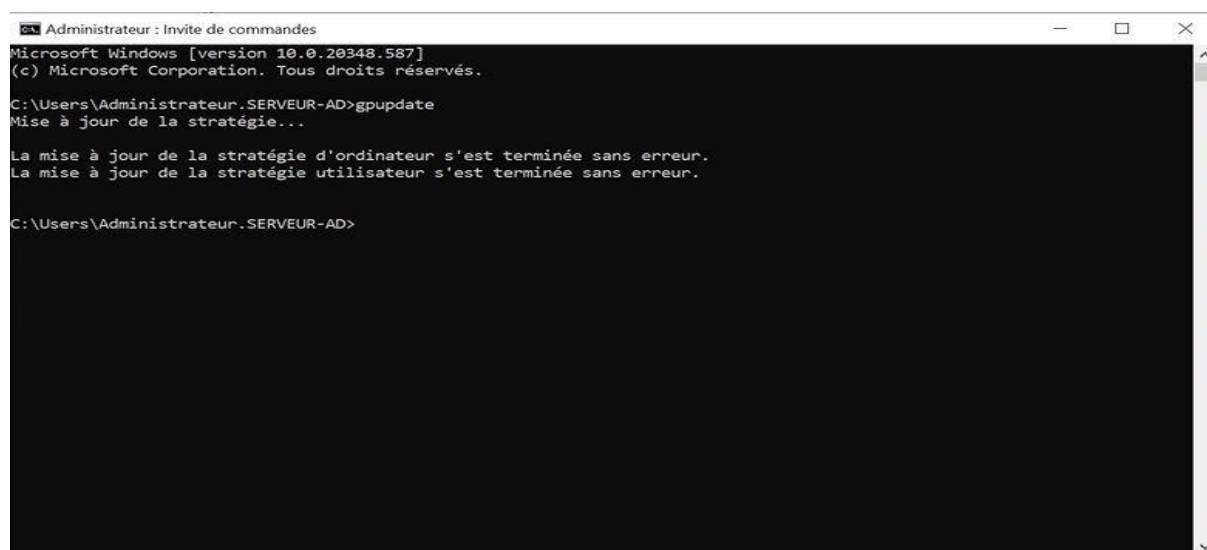 Administrateur : Invite de commandes
Microsoft Windows [version 10.0.20348.587]
(c) Microsoft Corporation. Tous droits réservés.
C:\Users\Administrateur.SERVEUR-AD>gpupdate
Mise à jour de la stratégie...
La mise à jour de la stratégie d'ordinateur s'est terminée sans erreur.
La mise à jour de la stratégie utilisateur s'est terminée sans erreur.
C:\Users\Administrateur.SERVEUR-AD>